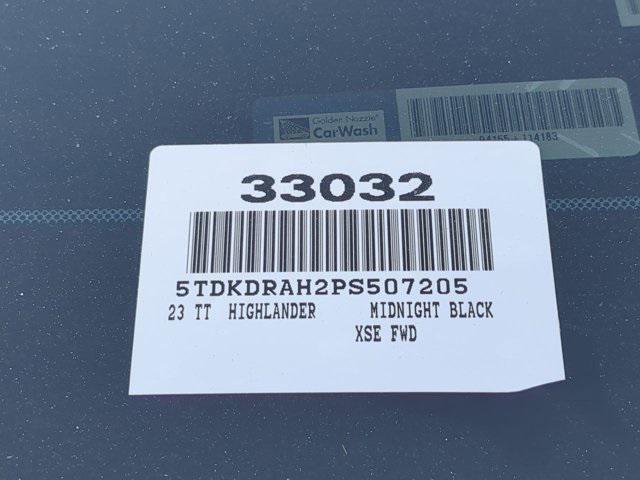 Golden Nozzle®
CarWash
33032
5TDKDRAH2PS507205
23 TT HIGHLANDER MIDNIGHT BLACK
XSE FWD